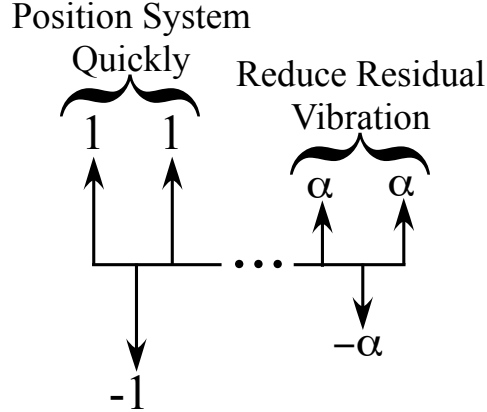 Position System
Quickly
Reduce Residual
Vibration
1 1
α α
-1
−α